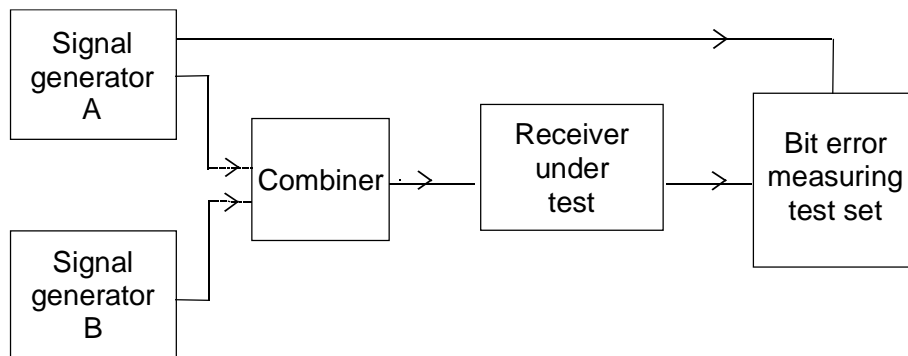 Signal
generator
A
Combiner
Receiver
under
test
Bit error
measuring
test set
Signal
generator
B